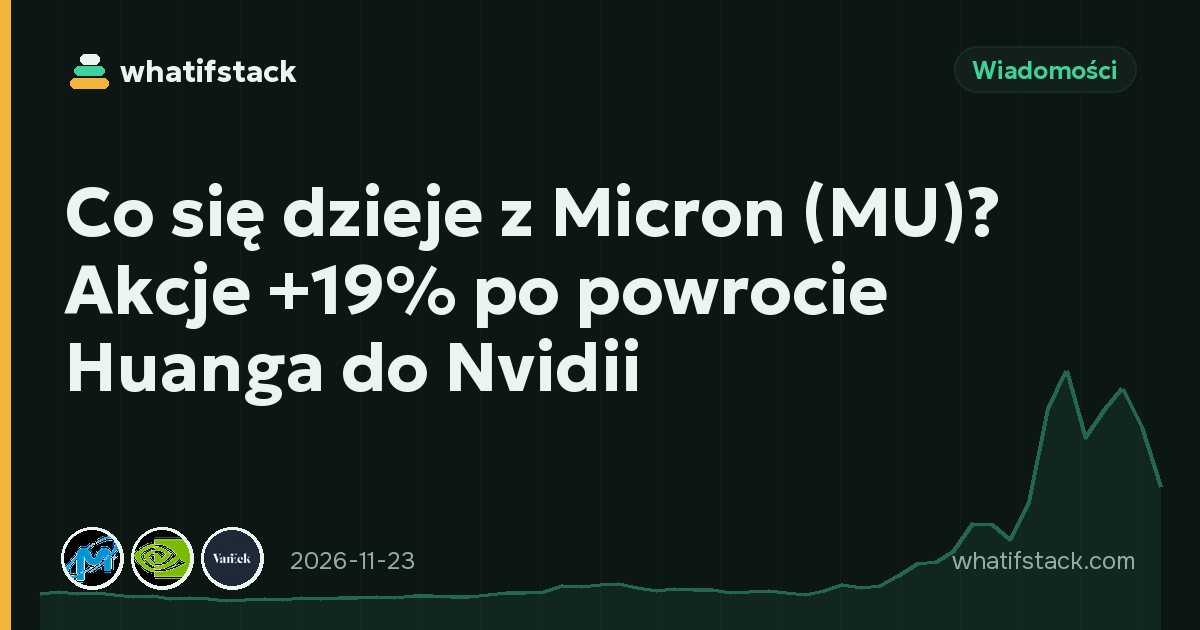 whatifstack
Wiadomości
Co się dzieje z Micron (MU)?
Akcje +19% po powrocie
Huanga do Nvidii
VanEck
2026-11-23
whatifstack.com